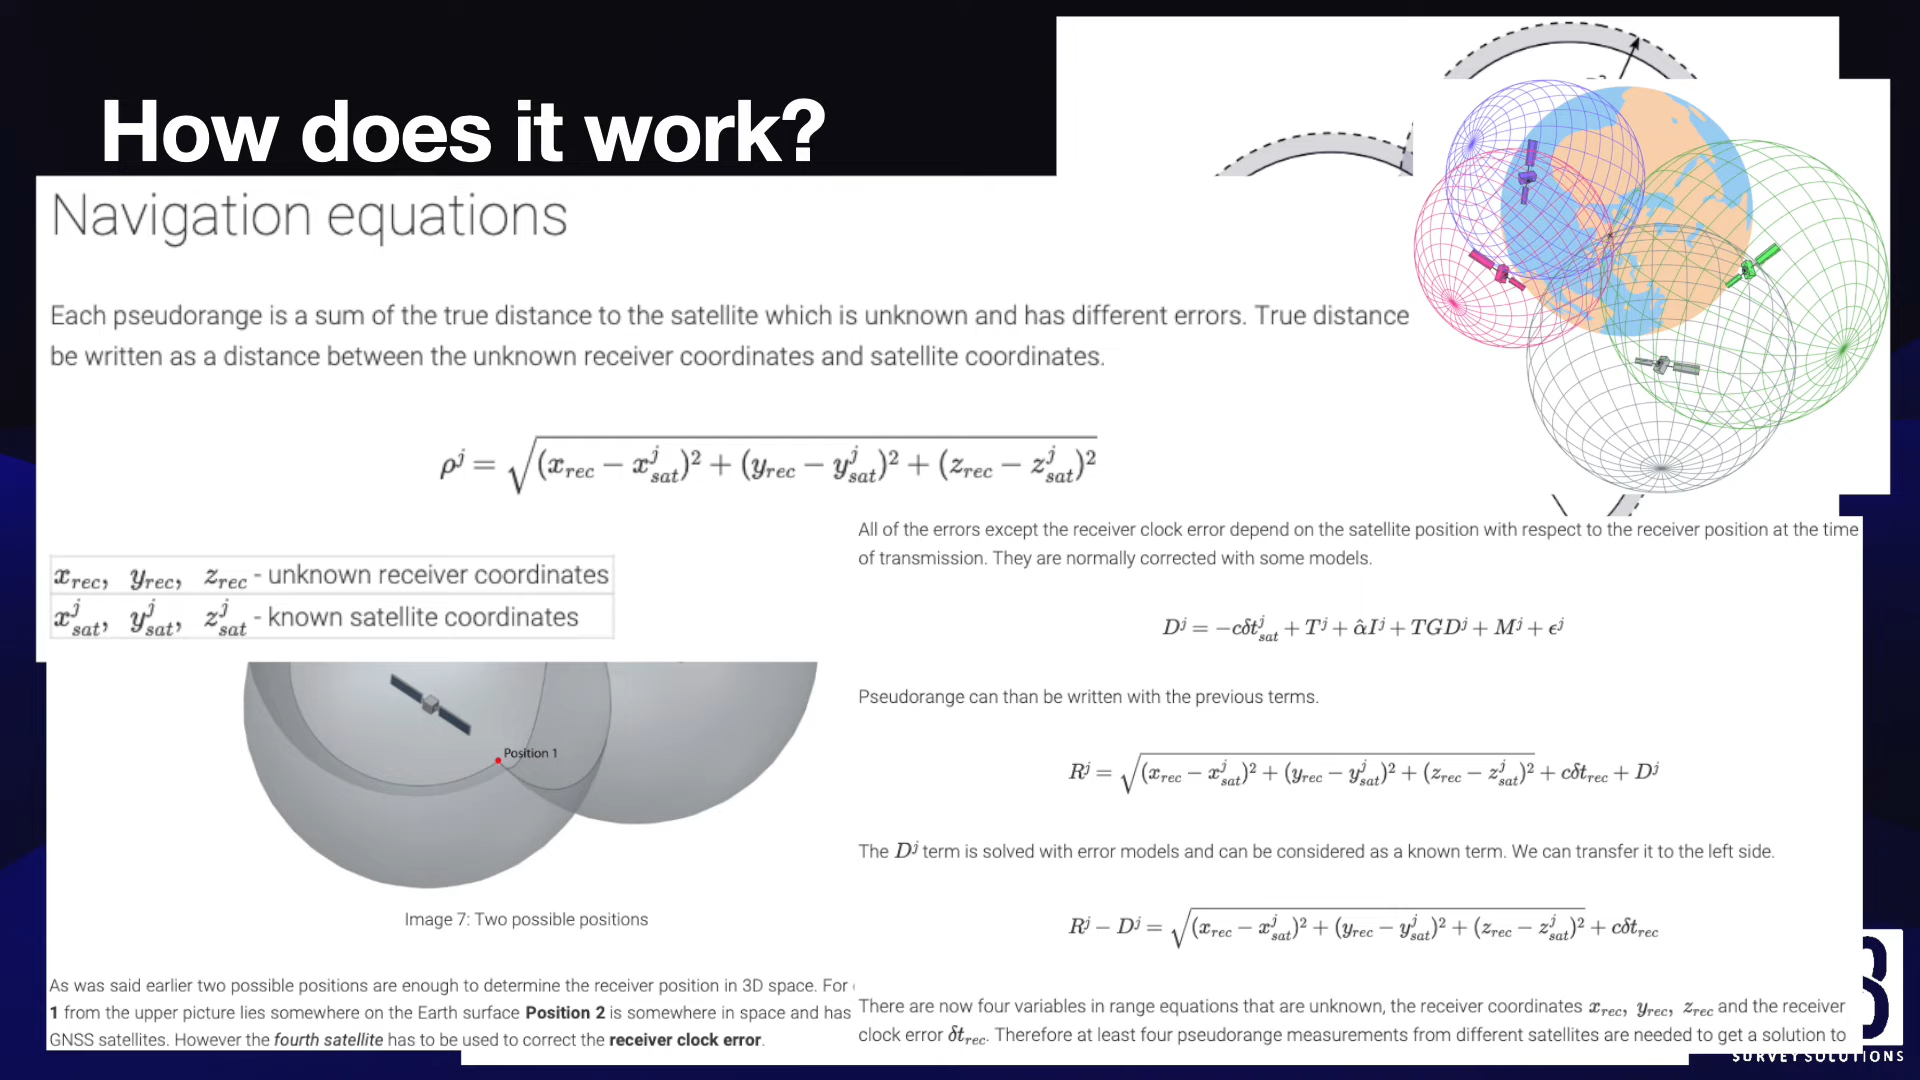 How does it work?
Navigation equations
Each pseudorange is a sum of the true distance to the satellite which is unknown and has different errors. True distance
be written as a distance between the unknown receiver coordinates and satellite coordinates.
ρ^j = √((x_rec − x^j_sat)² + (y_rec − y^j_sat)² + (z_rec − z^j_sat)²)
x_rec, y_rec, z_rec - unknown receiver coordinates
x^j_sat, y^j_sat, z^j_sat - known satellite coordinates
Position 1
Image 7: Two possible positions
As was said earlier two possible positions are enough to determine the receiver position in 3D space. For
1 from the upper picture lies somewhere on the Earth surface Position 2 is somewhere in space and has
GNSS satellites. However the fourth satellite has to be used to correct the receiver clock error.
All of the errors except the receiver clock error depend on the satellite position with respect to the receiver position at the time
of transmission. They are normally corrected with some models.
D^j = −cδt^j_sat + T^j + α̂I^j + TGD^j + M^j + ϵ^j
Pseudorange can than be written with the previous terms.
R^j = √((x_rec − x^j_sat)² + (y_rec − y^j_sat)² + (z_rec − z^j_sat)²) + cδt_rec + D^j
The D^j term is solved with error models and can be considered as a known term. We can transfer it to the left side.
R^j − D^j = √((x_rec − x^j_sat)² + (y_rec − y^j_sat)² + (z_rec − z^j_sat)²) + cδt_rec
There are now four variables in range equations that are unknown, the receiver coordinates x_rec, y_rec, z_rec and the receiver
clock error δt_rec. Therefore at least four pseudorange measurements from different satellites are needed to get a solution to
SURVEY SOLUTIONS